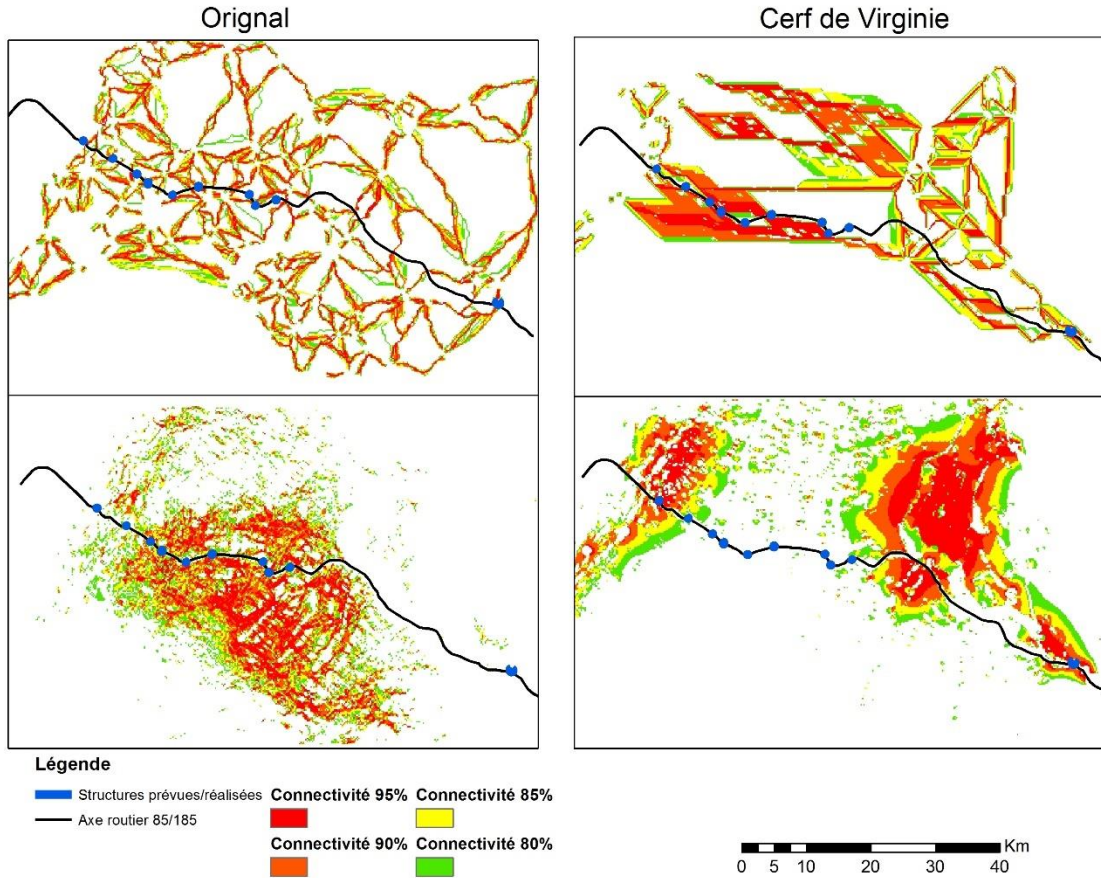 Orignal
Cerf de Virginie
Légende
Structures prévues/réalisées
Axe routier 85/185
Connectivité 95% Connectivité 85%
Connectivité 90% Connectivité 80%
Km
0 5 10 20 30 40